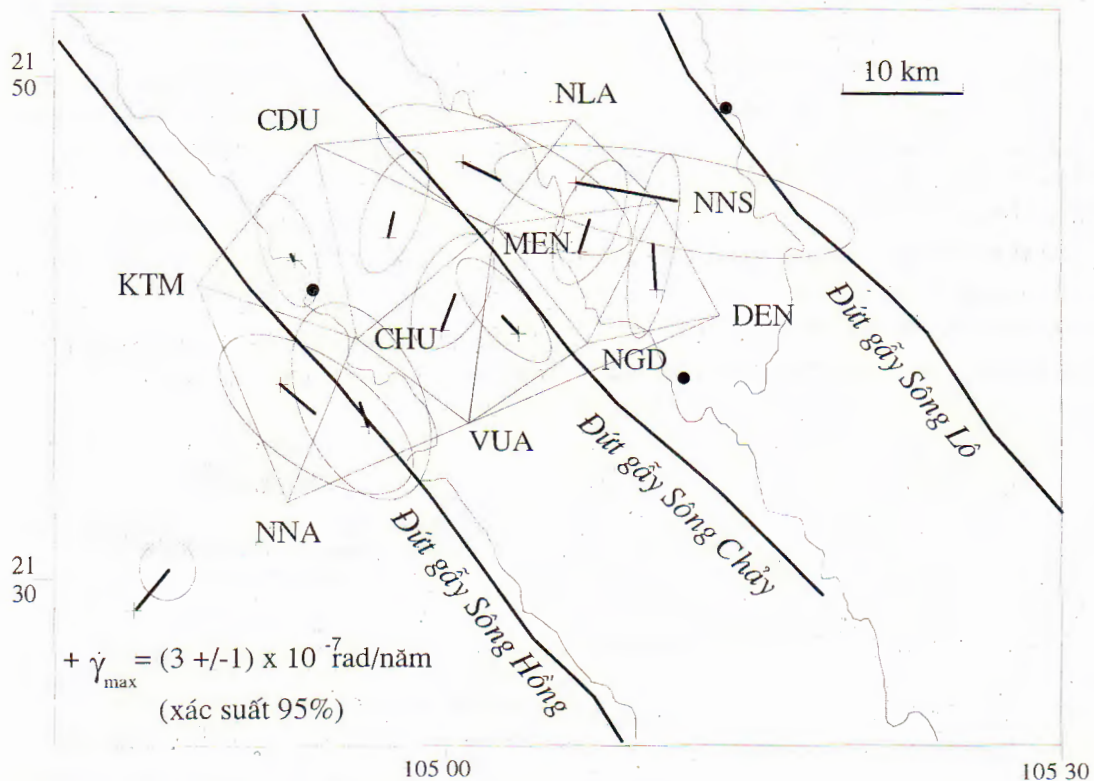 21
50
10 km
NLA
CDU
NNS
MEN
KTM
DEN
CHU
NGD
VUA
NNA
Đứt gẫy Sông Lô
Đứt gẫy Sông Chảy
Đứt gẫy Sông Hồng
21
30
+ γ̇max = (3 +/-1) x 10 -7 rad/năm
(xác suất 95%)
105 00
105 30